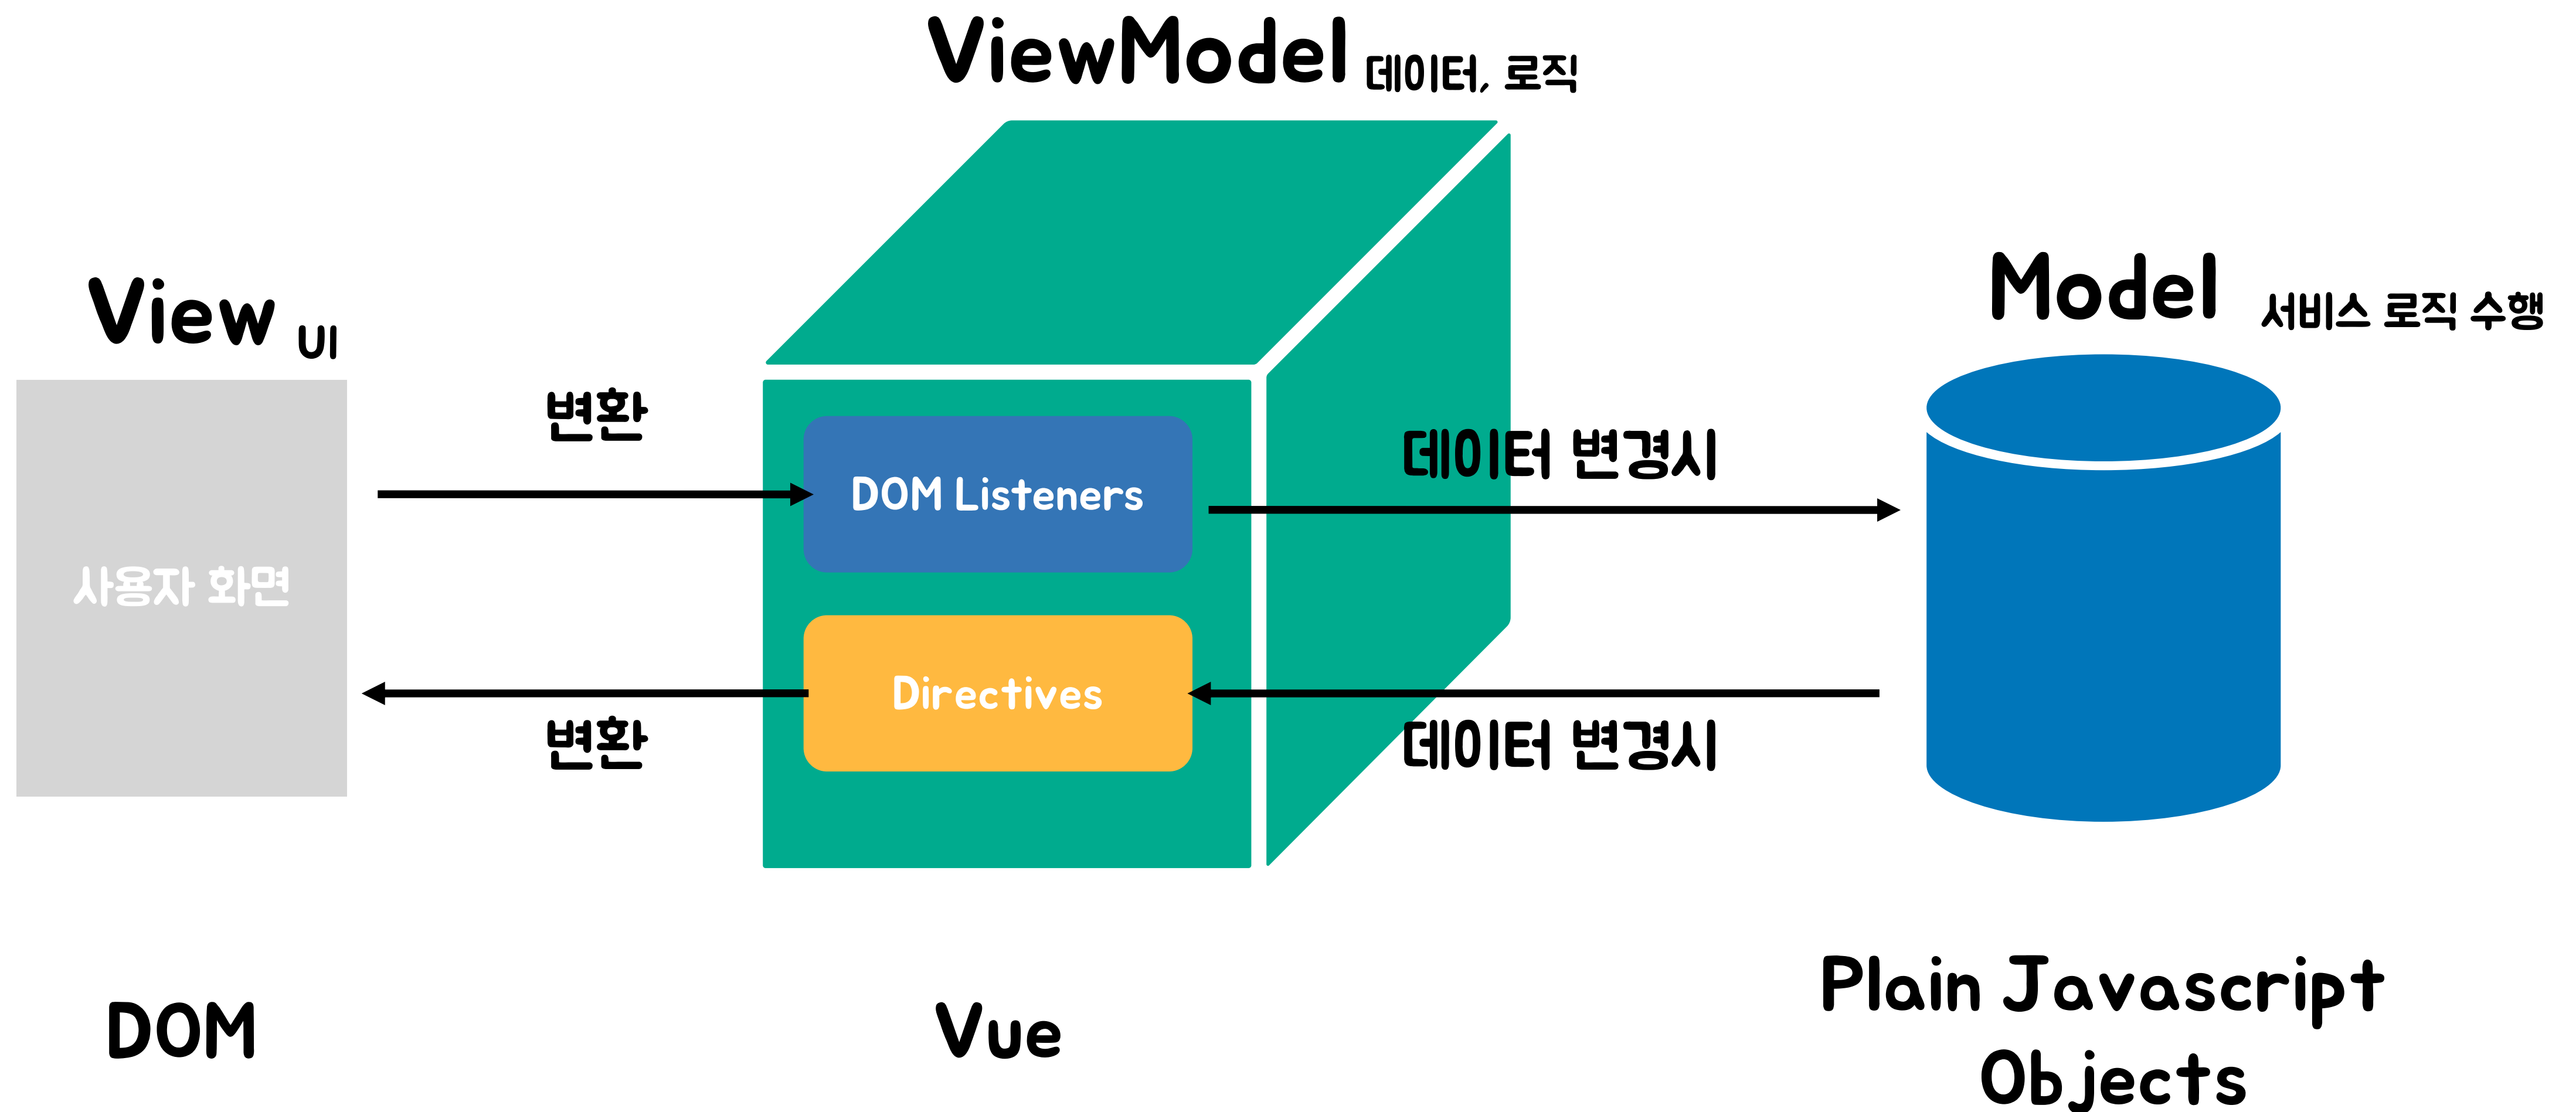 ViewModel 데이터, 로직
View UI
Model 서비스 로직 수행
변환
데이터 변경시
DOM Listeners
사용자 화면
Directives
변환
데이터 변경시
DOM
Vue
Plain Javascript
Objects